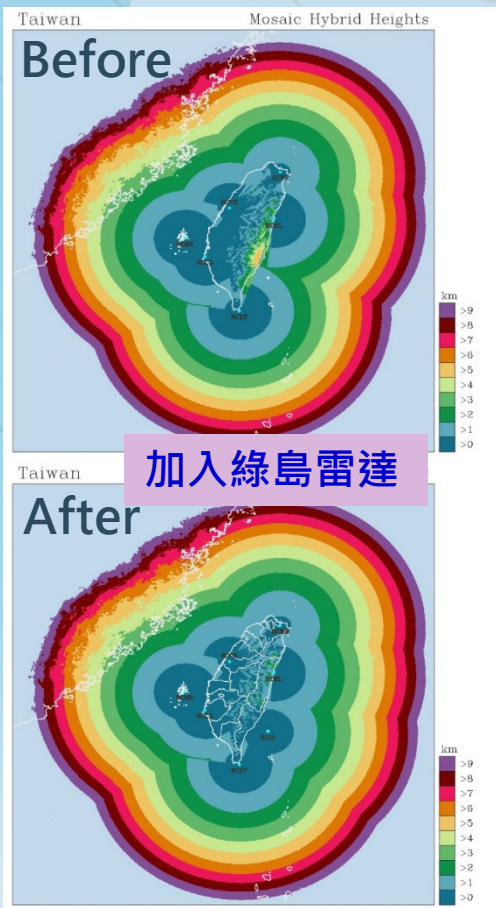 Taiwan Mosaic Hybrid Heights
Before
km
>9
>8
>7
>6
>5
>4
>3
>2
>1
>0
加入綠島雷達
Taiwan
After
km
>9
>8
>7
>6
>5
>4
>3
>2
>1
>0